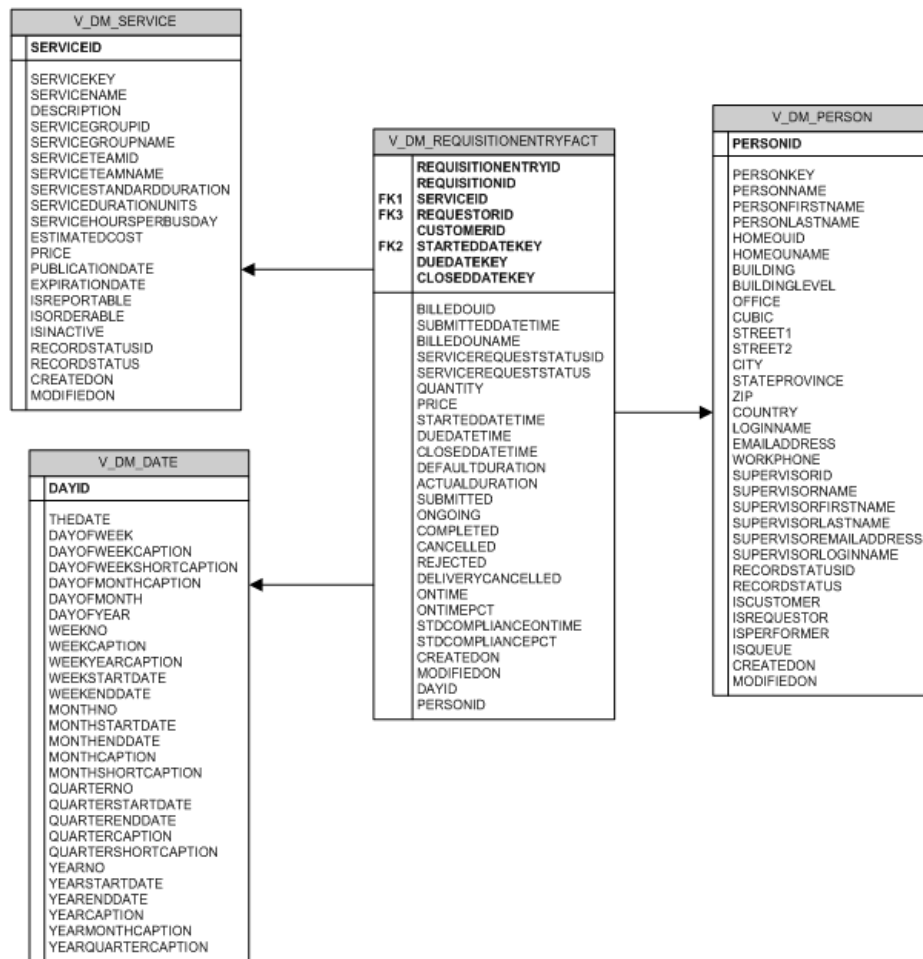 V_DM_SERVICE
SERVICEID
SERVICEKEY
SERVICENAME
DESCRIPTION
SERVICEGROUPID
SERVICEGROUPNAME
SERVICETEAMID
SERVICETEAMNAME
SERVICESTANDARDDURATION
SERVICEDURATIONUNITS
SERVICEHOURSPERBUSDAY
ESTIMATEDCOST
PRICE
PUBLICATIONDATE
EXPIRATIONDATE
ISREPORTABLE
ISORDERABLE
ISINACTIVE
RECORDSTATUSID
RECORDSTATUS
CREATEDON
MODIFIEDON
V_DM_DATE
DAYID
THEDATE
DAYOFWEEK
DAYOFWEEKCAPTION
DAYOFWEEKSHORTCAPTION
DAYOFMONTHCAPTION
DAYOFMONTH
DAYOFYEAR
WEEKNO
WEEKCAPTION
WEEKYEARCAPTION
WEEKSTARTDATE
WEEKENDDATE
MONTHNO
MONTHSTARTDATE
MONTHENDDATE
MONTHCAPTION
MONTHSHORTCAPTION
QUARTERNO
QUARTERSTARTDATE
QUARTERENDDATE
QUARTERCAPTION
QUARTERSHORTCAPTION
YEARNO
YEARSTARTDATE
YEARENDDATE
YEARCAPTION
YEARMONTHCAPTION
YEARQUARTERCAPTION
V_DM_REQUISITIONENTRYFACT
REQUISITIONENTRYID
REQUISITIONID
FK1 SERVICEID
FK3 REQUESTORID
CUSTOMERID
FK2 STARTEDDATEKEY
DUEDATEKEY
CLOSEDDATEKEY
BILLEDOUID
SUBMITTEDDATETIME
BILLEDOUNAME
SERVICEREQUESTSTATUSID
SERVICEREQUESTSTATUS
QUANTITY
PRICE
STARTEDDATETIME
DUEDATETIME
CLOSEDDATETIME
DEFAULTDURATION
ACTUALDURATION
SUBMITTED
ONGOING
COMPLETED
CANCELLED
REJECTED
DELIVERYCANCELLED
ONTIME
ONTIMEPCT
STDCOMPLIANCEONTIME
STDCOMPLIANCEPCT
CREATEDON
MODIFIEDON
DAYID
PERSONID
V_DM_PERSON
PERSONID
PERSONKEY
PERSONNAME
PERSONFIRSTNAME
PERSONLASTNAME
HOMEOUID
HOMEOUNAME
BUILDING
BUILDINGLEVEL
OFFICE
CUBIC
STREET1
STREET2
CITY
STATEPROVINCE
ZIP
COUNTRY
LOGINNAME
EMAILADDRESS
WORKPHONE
SUPERVISORID
SUPERVISORNAME
SUPERVISORFIRSTNAME
SUPERVISORLASTNAME
SUPERVISOREMAILADDRESS
SUPERVISORLOGINNAME
RECORDSTATUSID
RECORDSTATUS
ISCUSTOMER
ISREQUESTOR
ISPERFORMER
ISQUEUE
CREATEDON
MODIFIEDON